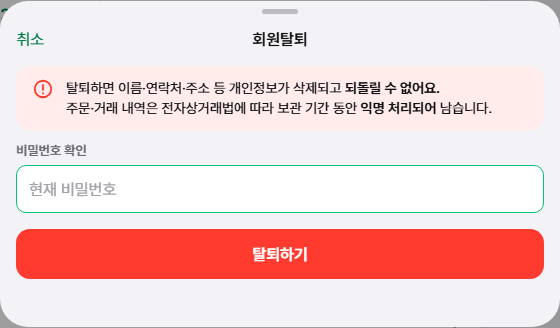 취소
회원탈퇴
탈퇴하면 이름·연락처·주소 등 개인정보가 삭제되고 되돌릴 수 없어요.
주문·거래 내역은 전자상거래법에 따라 보관 기간 동안 익명 처리되어 남습니다.
비밀번호 확인
현재 비밀번호
탈퇴하기